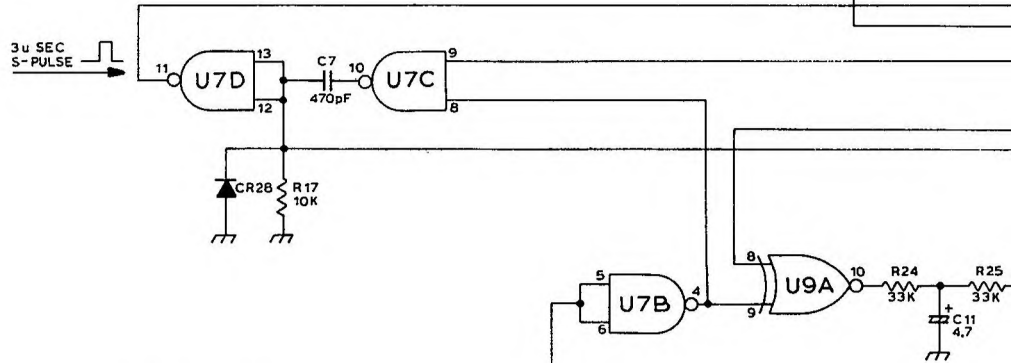 3u SEC
S-PULSE
11
U7D
13
12
C7
470pF
10
U7C
9
8
CR28
R17
10K
5
6
U7B
4
8
9
U9A
10
R24
33K
R25
33K
+
C11
4.7